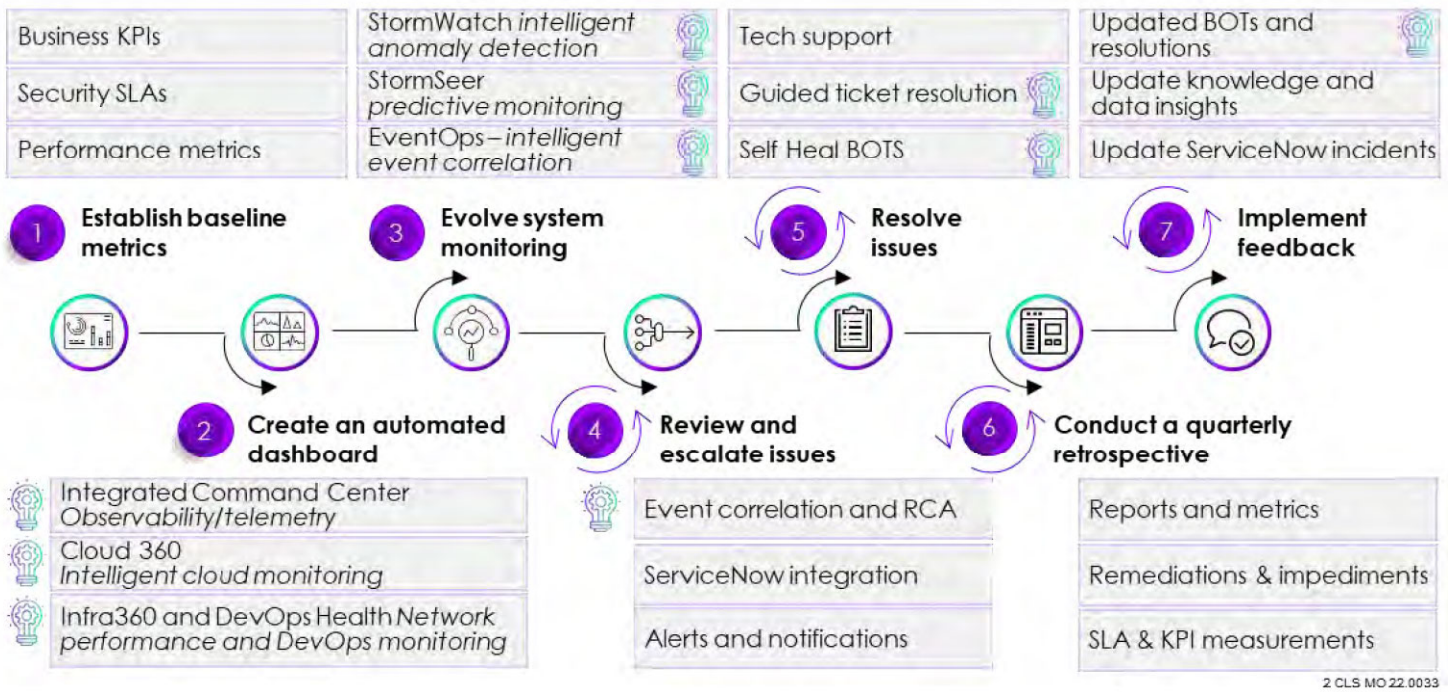 Business KPIs
Security SLAs
Performance metrics
StormWatch intelligent
anomaly detection
StormSeer
predictive monitoring
EventOps – intelligent
event correlation
Tech support
Guided ticket resolution
Self Heal BOTS
Updated BOTs and
resolutions
Update knowledge and
data insights
Update ServiceNow incidents
1
Establish baseline
metrics
3
Evolve system
monitoring
5
Resolve
issues
7
Implement
feedback
2
Create an automated
dashboard
4
Review and
escalate issues
6
Conduct a quarterly
retrospective
Integrated Command Center
Observability/telemetry
Cloud 360
Intelligent cloud monitoring
Infra360 and DevOps Health Network
performance and DevOps monitoring
Event correlation and RCA
ServiceNow integration
Alerts and notifications
Reports and metrics
Remediations & impediments
SLA & KPI measurements
2 CLS MO 22.0033